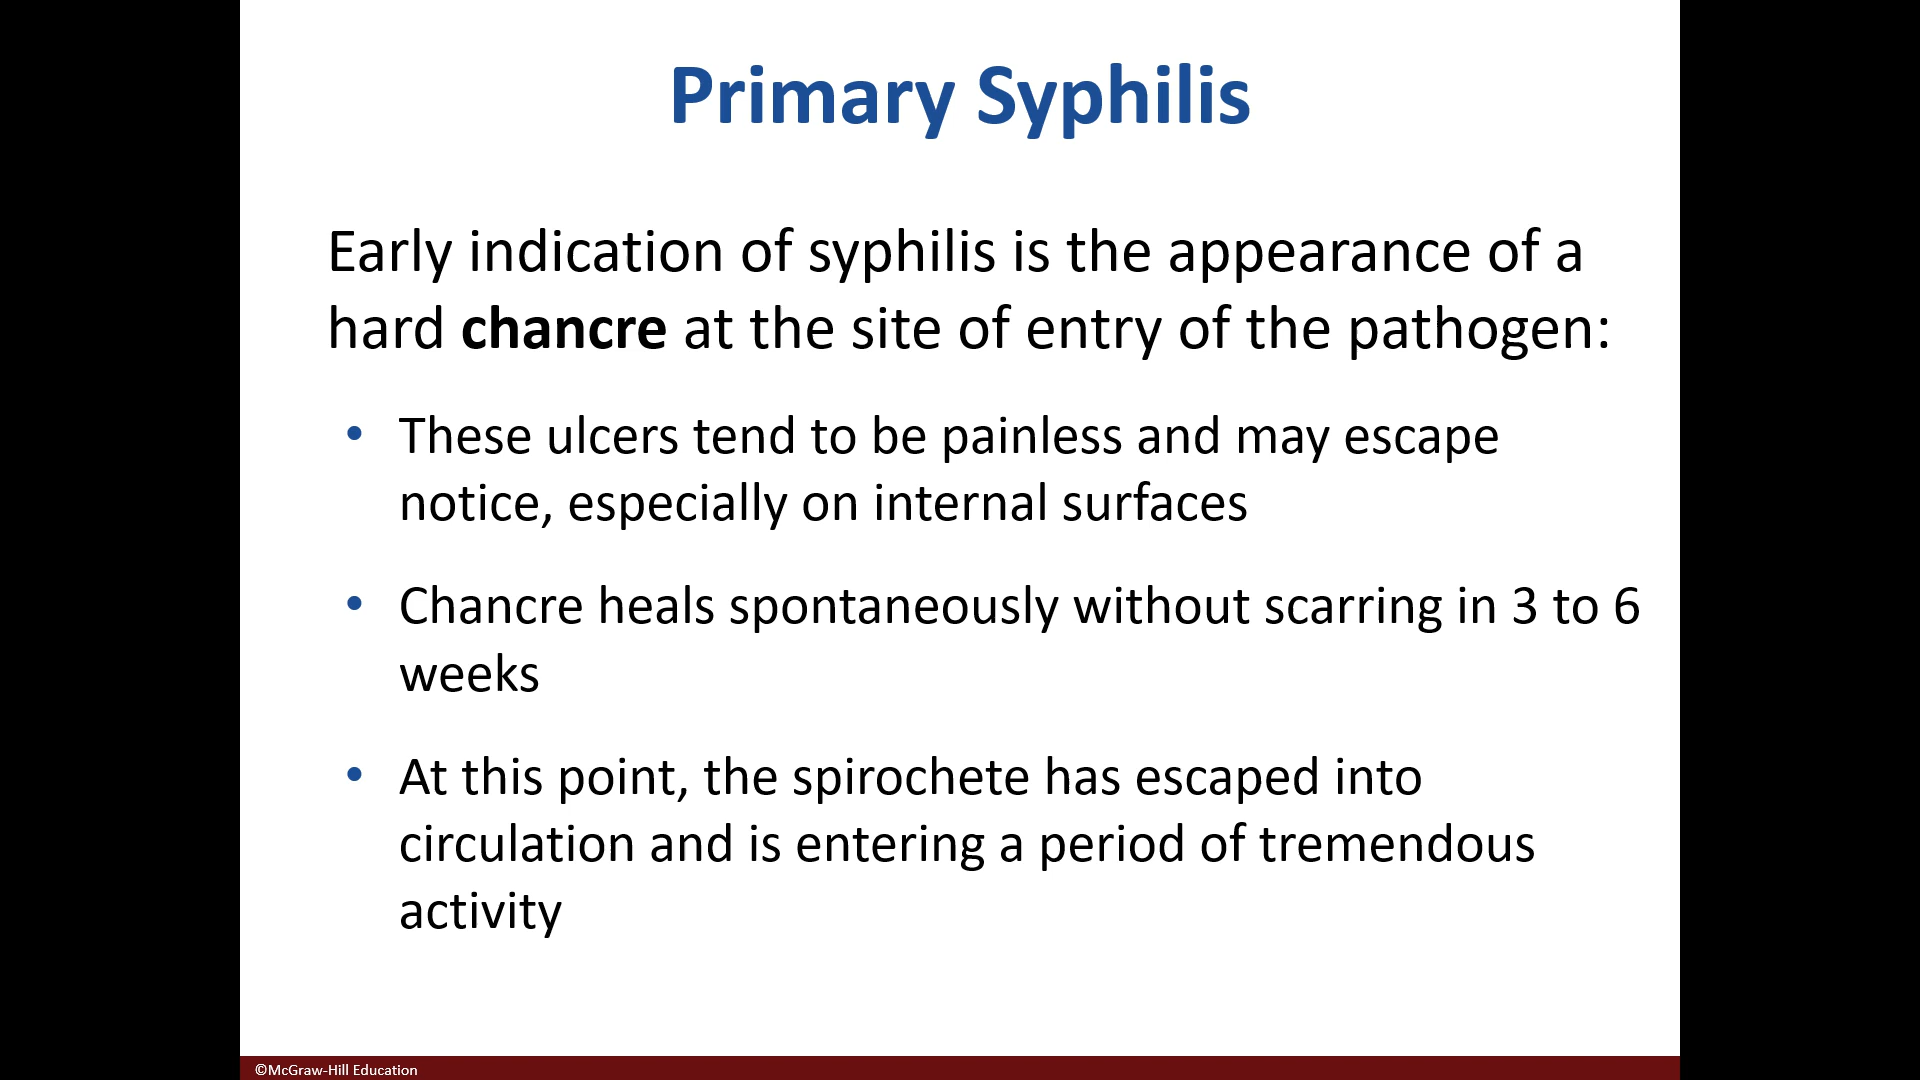 Primary Syphilis
Early indication of syphilis is the appearance of a
hard chancre at the site of entry of the pathogen:
• These ulcers tend to be painless and may escape
notice, especially on internal surfaces
• Chancre heals spontaneously without scarring in 3 to 6
weeks
• At this point, the spirochete has escaped into
circulation and is entering a period of tremendous
activity
©McGraw-Hill Education